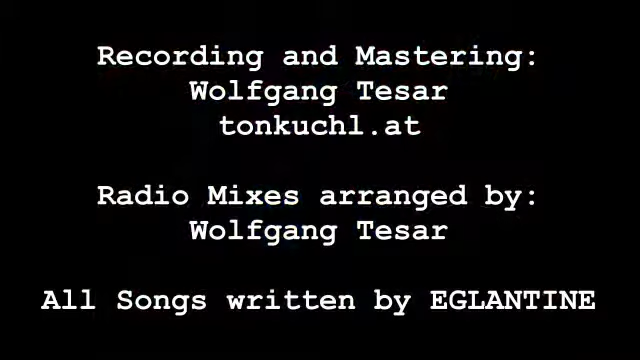 Recording and Mastering:
Wolfgang Tesar
tonkuchl.at
Radio Mixes arranged by:
Wolfgang Tesar
All Songs written by EGLANTINE